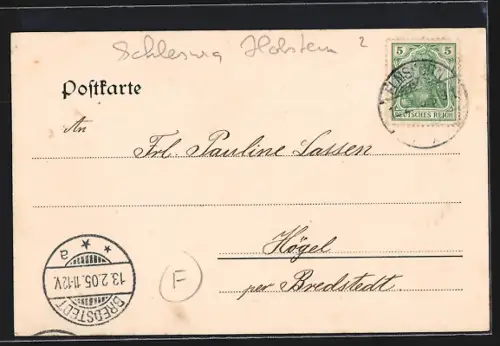 Schleswig Holstein ?
5 5
DEUTSCHES REICH
Postkarte
An
Frl. Pauline Lassen
Högel
per Bredstedt
* * a
13.2.05.11-12V.
BREDSTEDT
F